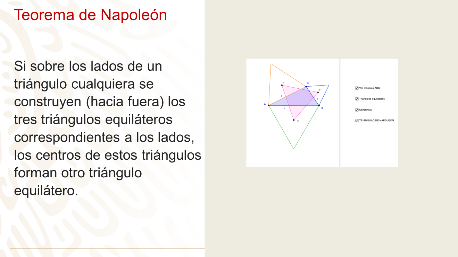 Teorema de Napoleón
Si sobre los lados de un
triángulo cualquiera se
construyen (hacia fuera) los
tres triángulos equiláteros
correspondientes a los lados,
los centros de estos triángulos
forman otro triángulo
equilátero.